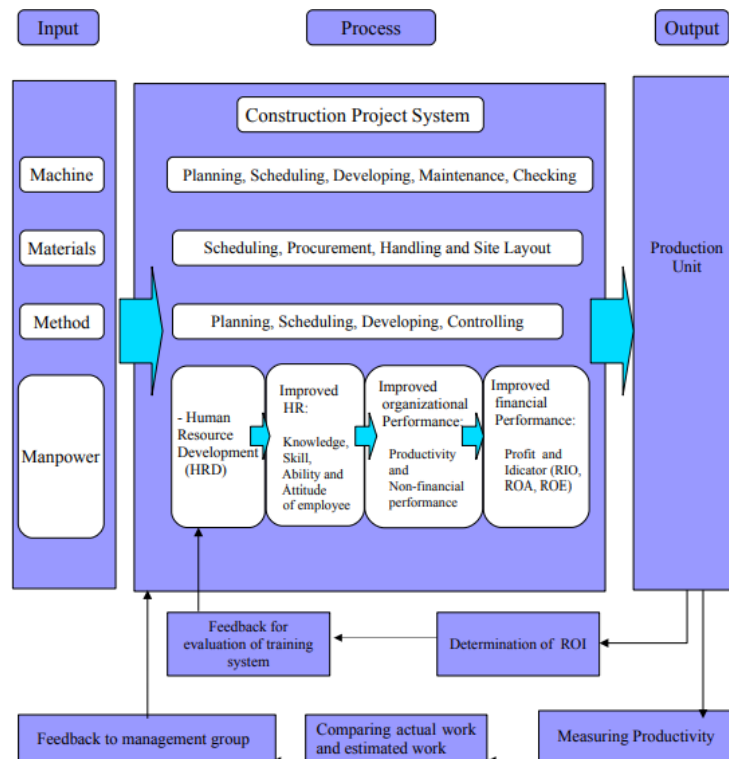 Input
Process
Output
Construction Project System
Machine
Planning, Scheduling, Developing, Maintenance, Checking
Materials
Scheduling, Procurement, Handling and Site Layout
Production
Unit
Method
Planning, Scheduling, Developing, Controlling
Manpower
- Human
Resource
Development
(HRD)
Improved
HR:
Knowledge,
Skill,
Ability and
Attitude
of employee
Improved
organizational
Performance:
Productivity
and
Non-financial
performance
Improved
financial
Performance:
Profit and
Idicator (RIO,
ROA, ROE)
Feedback for
evaluation of training
system
Determination of ROI
Feedback to management group
Comparing actual work
and estimated work
Measuring Productivity